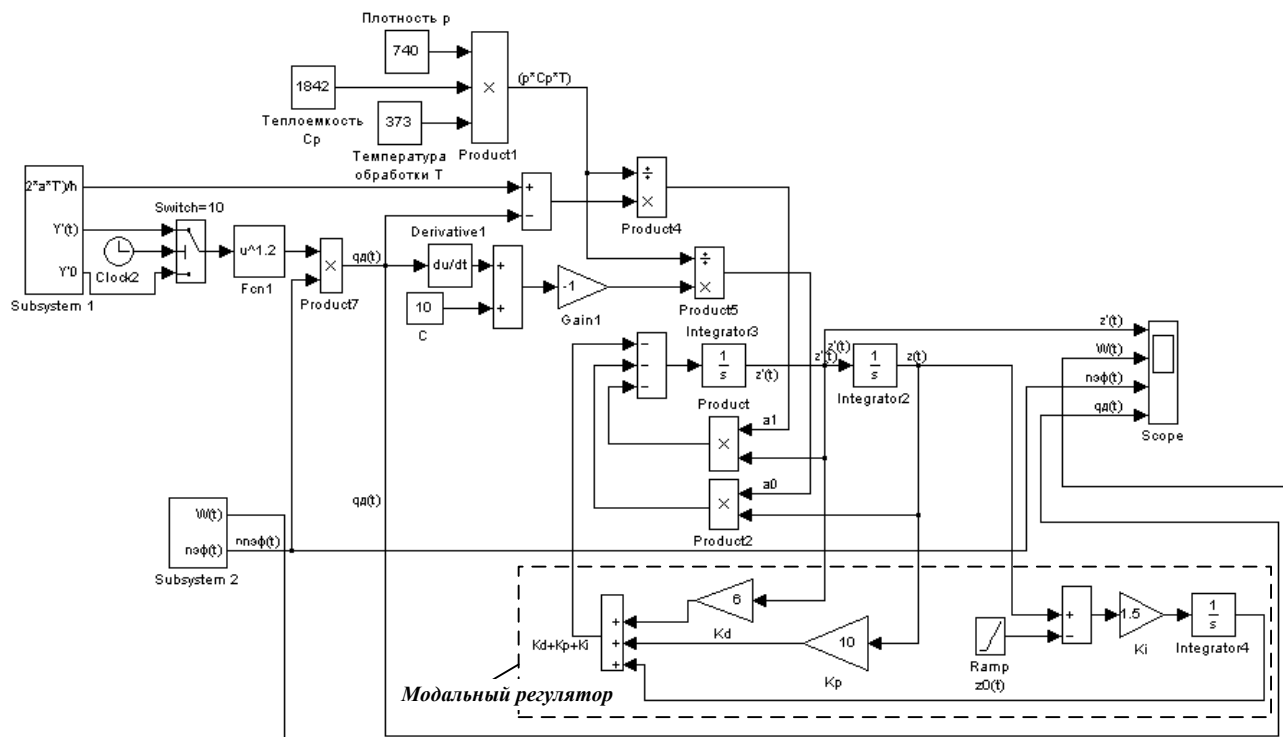 Плотность р
740
(p*Cp*T)
1842
×
Теплоемкость
Ср
373
Температура
обработки Т
Product1
2*a*T')/h
Y'(t)
Y'0
Subsystem 1
Switch=10
Clock2
u^1.2
Fcn1
×
Product7
qд(t)
+
−
÷
×
Product4
Derivative1
du/dt
10
C
+
+
-1
Gain1
÷
×
Product5
Integrator3
−
−
−
1
s
z'(t)
z'(t)
z'(t)
1
s
z(t)
Integrator2
z'(t)
W(t)
nэф(t)
qд(t)
Scope
Product
a1
×
a0
×
Product2
qд(t)
W(t)
nэф(t)
nnэф(t)
Subsystem 2
6
Kd
+
+
+
Kd+Kp+Ki
10
Kp
+
−
1.5
Ki
1
s
Integrator4
Ramp
z0(t)
Модальный регулятор